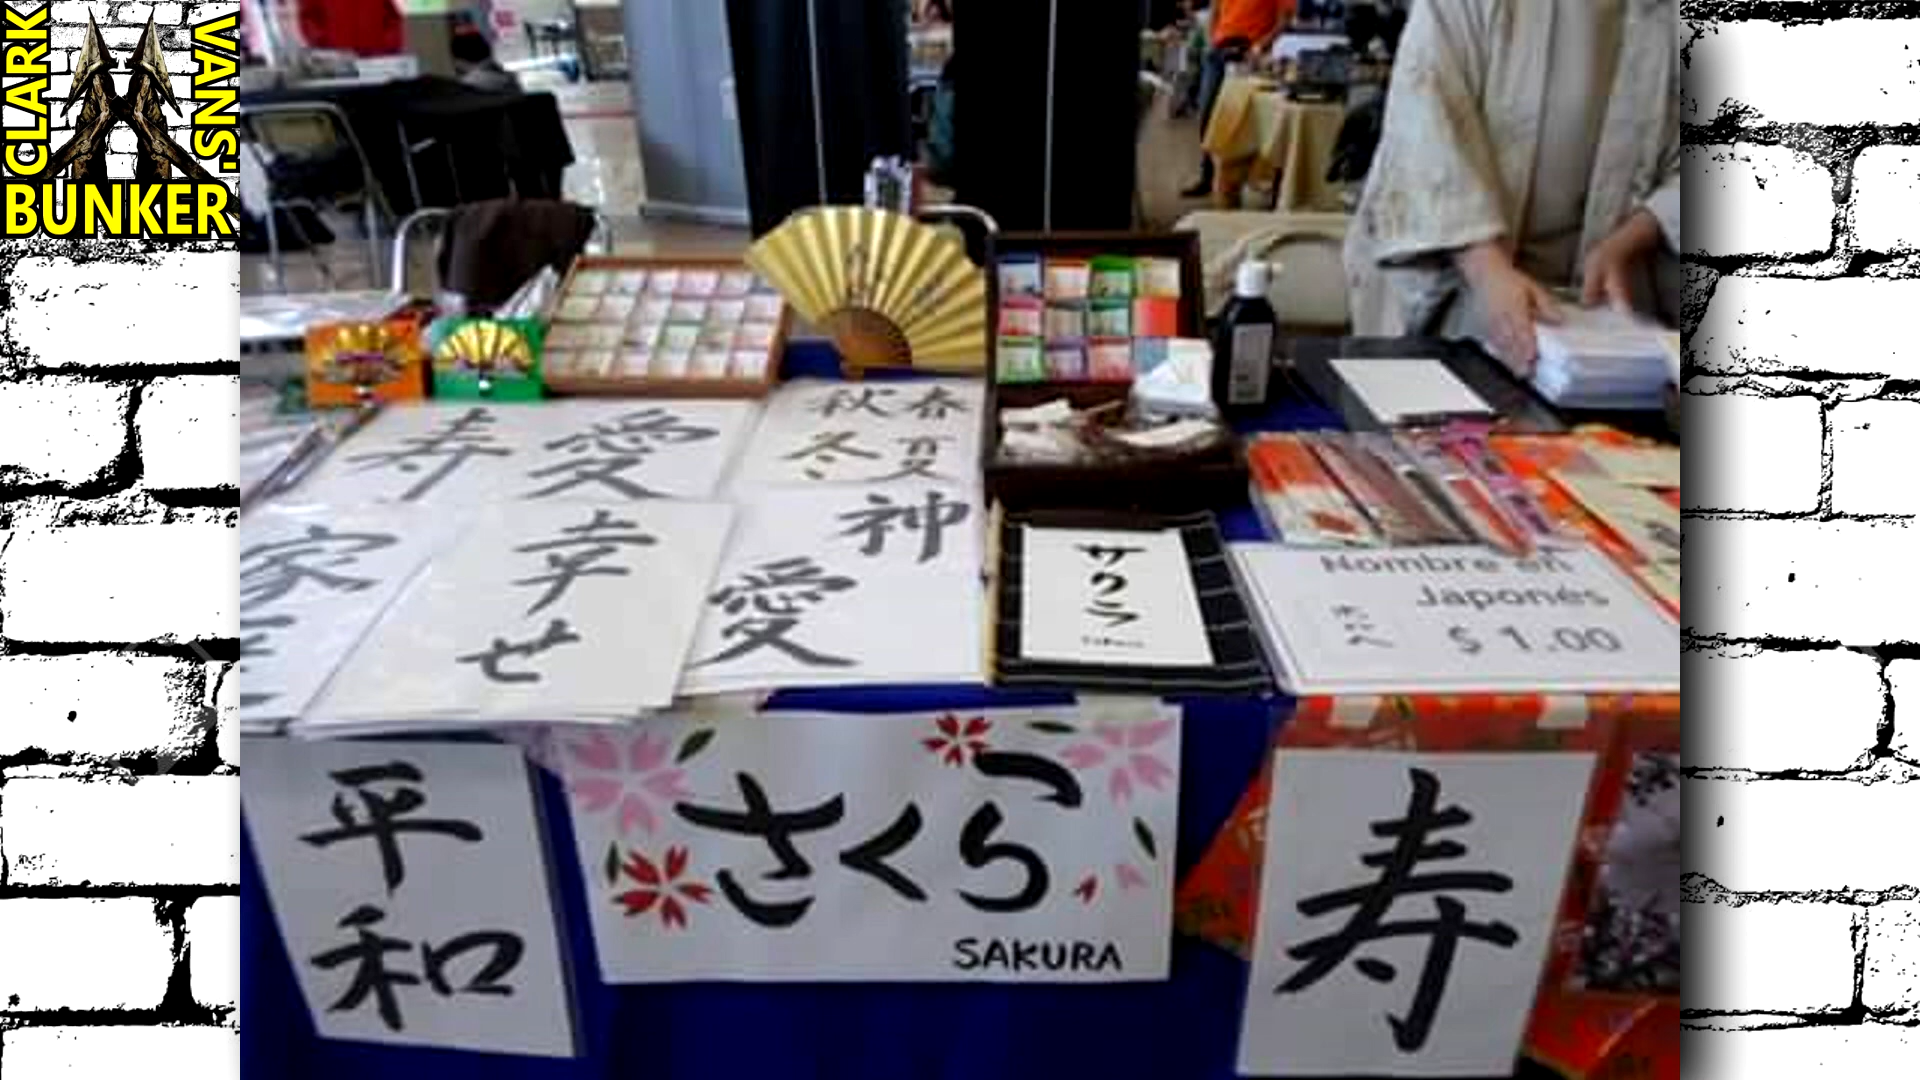 CLARK
VANS'
BUNKER
寿
愛
秋 春
冬 夏
神
愛
幸
せ
家
サクラ
Nombre en
Japonés
$ 1.00
平
和
さくら
SAKURA
寿